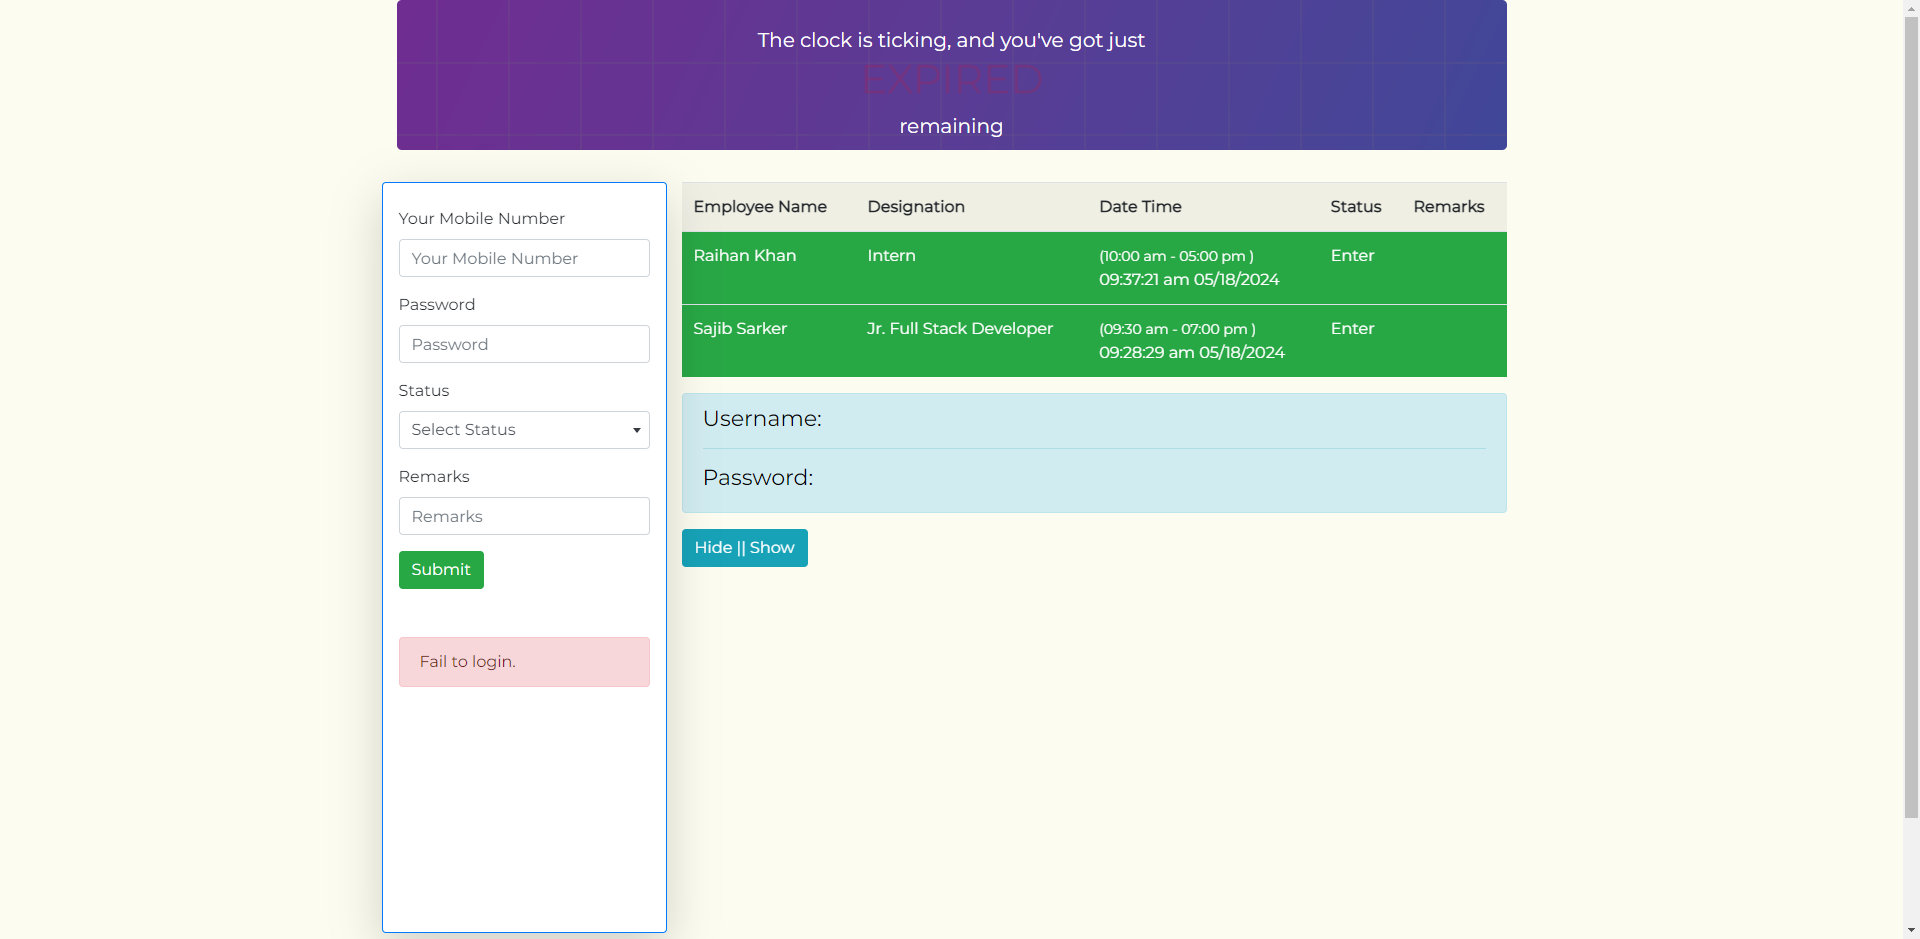 The clock is ticking, and you've got just
EXPIRED
remaining
Your Mobile Number
Your Mobile Number
Password
Password
Status
Select Status
Remarks
Remarks
Submit
Fail to login.
Employee Name Designation Date Time Status Remarks
Raihan Khan Intern (10:00 am - 05:00 pm ) Enter
09:37:21 am 05/18/2024
Sajib Sarker Jr. Full Stack Developer (09:30 am - 07:00 pm ) Enter
09:28:29 am 05/18/2024
Username:
Password:
Hide || Show